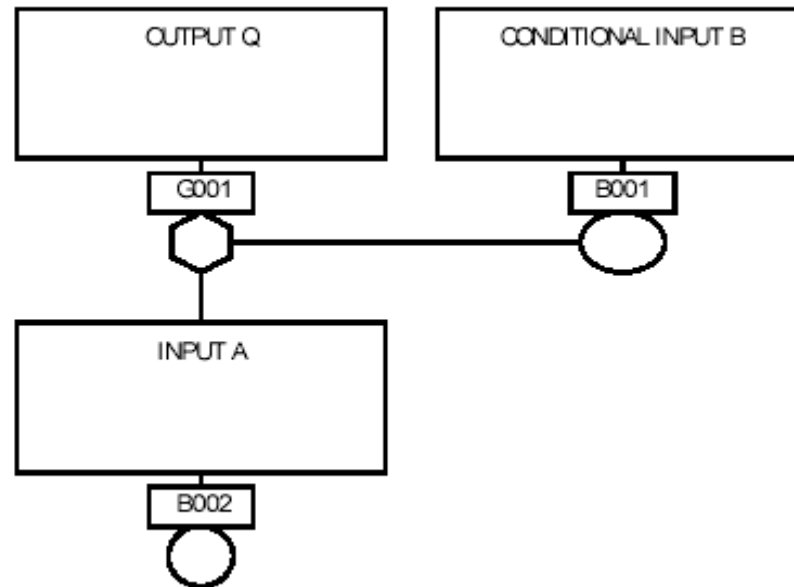 OUTPUT Q
CONDITIONAL INPUT B
G001
B001
INPUT A
B002